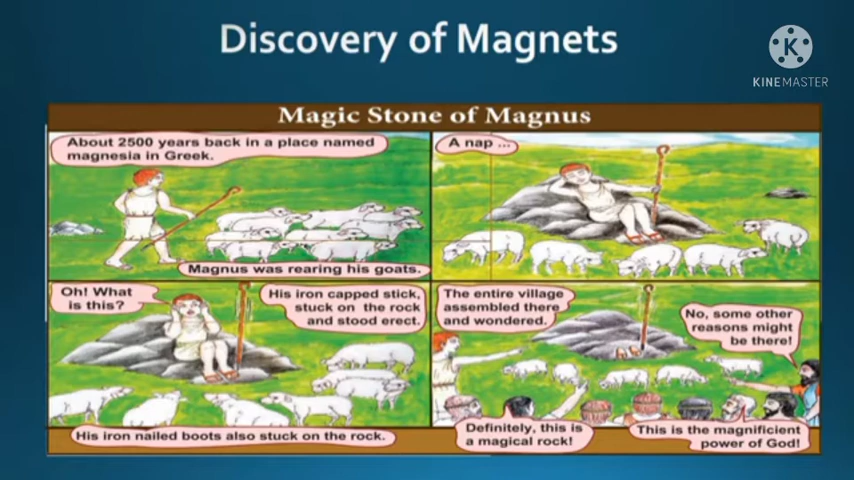 Discovery of Magnets
K
KINEMASTER
Magic Stone of Magnus
About 2500 years back in a place named
magnesia in Greek.
Magnus was rearing his goats.
A nap ...
Oh! What
is this?
His iron capped stick,
stuck on the rock
and stood erect.
His iron nailed boots also stuck on the rock.
The entire village
assembled there
and wondered.
No, some other
reasons might
be there!
Definitely, this is
a magical rock!
This is the magnificient
power of God!